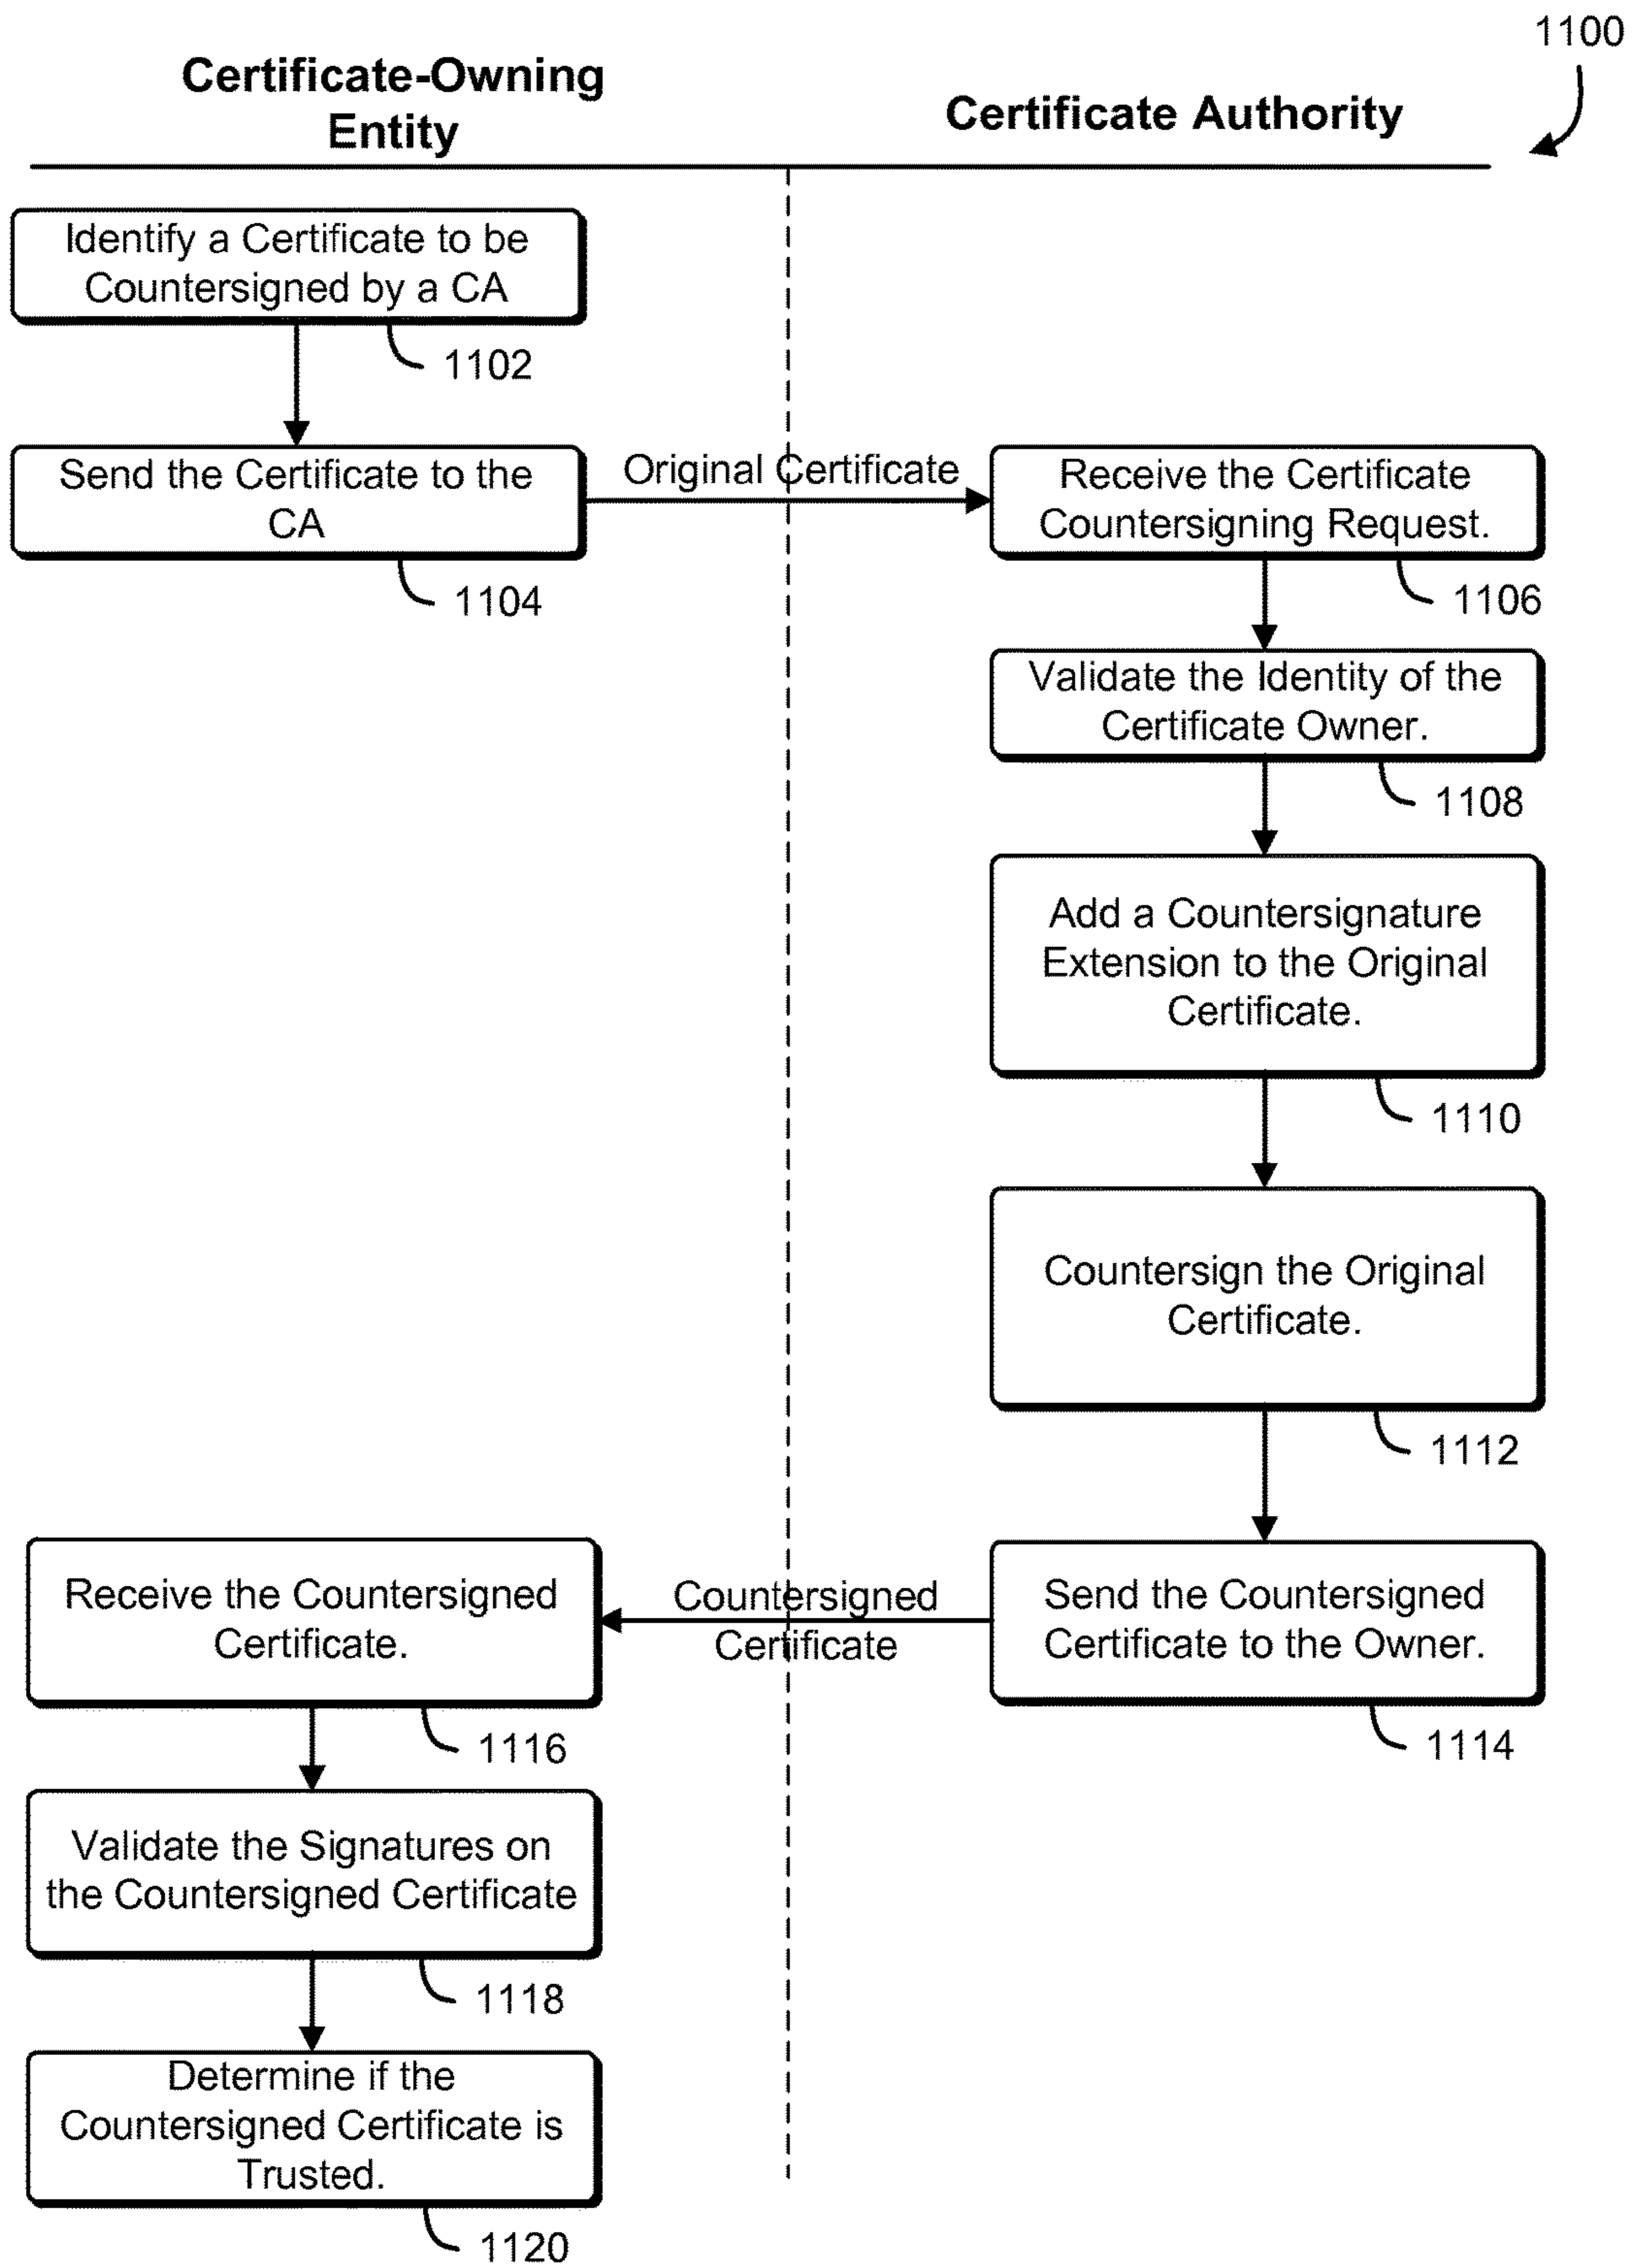 1100
Certificate-Owning
Entity
Certificate Authority
Identify a Certificate to be
Countersigned by a CA
1102
Send the Certificate to the
CA
1104
Original Certificate
Receive the Certificate
Countersigning Request.
1106
Validate the Identity of the
Certificate Owner.
1108
Add a Countersignature
Extension to the Original
Certificate.
1110
Countersign the Original
Certificate.
1112
Send the Countersigned
Certificate to the Owner.
1114
Countersigned
Certificate
Receive the Countersigned
Certificate.
1116
Validate the Signatures on
the Countersigned Certificate
1118
Determine if the
Countersigned Certificate is
Trusted.
1120